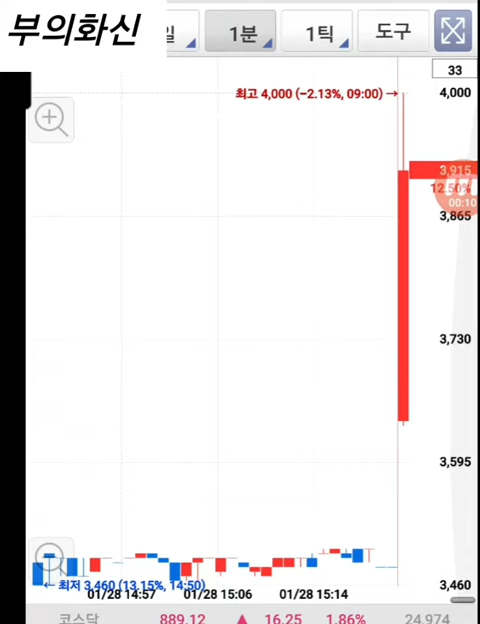 부의화신
일 1분 1틱 도구
33
최고 4,000 (−2.13%, 09:00) →
4,000
3,915
12.50%
00:10
3,865
3,730
3,595
← 최저 3,460 (13.15%, 14:50)
3,460
01/28 14:57 01/28 15:06 01/28 15:14
코스닥 889.12 ▲ 16.25 1.86% 24,974